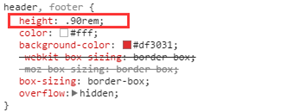 header, footer {
height: .90rem;
color: #fff;
background-color: #df3031;
-webkit-box-sizing: border-box;
-moz-box-sizing: border-box;
box-sizing: border-box;
overflow: hidden;
}